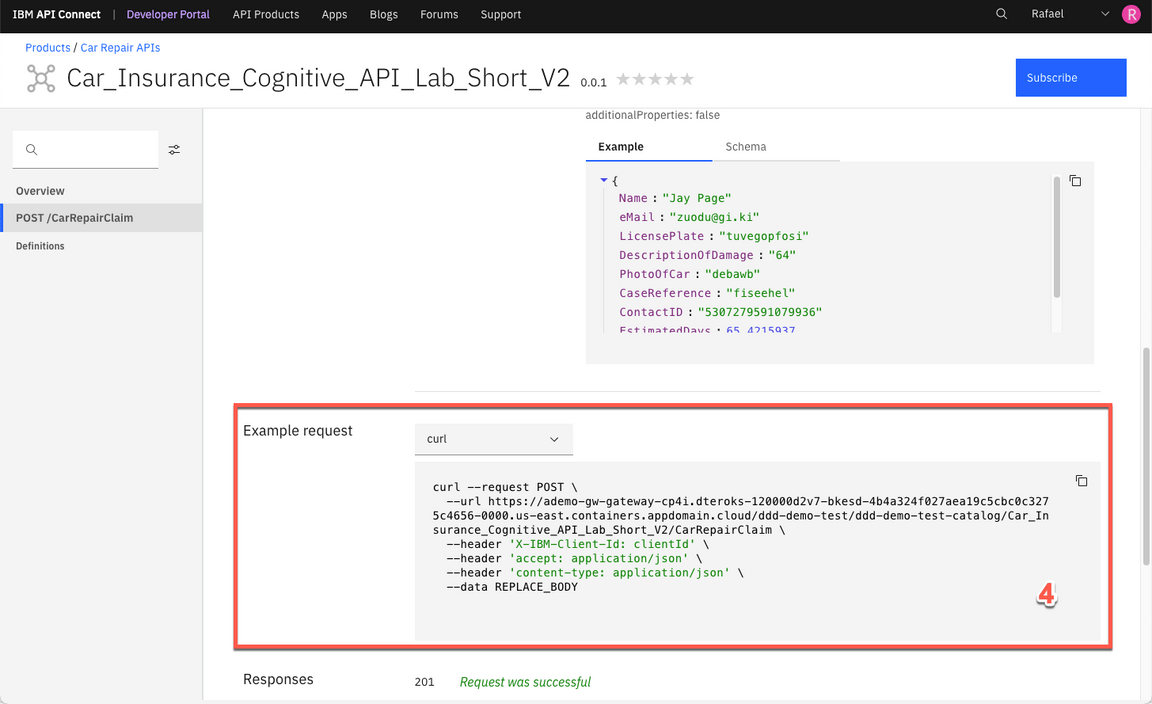 IBM API Connect | Developer Portal API Products Apps Blogs Forums Support Rafael R
Products / Car Repair APIs
Car_Insurance_Cognitive_API_Lab_Short_V2 0.0.1
Subscribe
Overview
POST /CarRepairClaim
Definitions
additionalProperties: false
Example Schema
{
Name : "Jay Page"
eMail : "zuodu@gi.ki"
LicensePlate : "tuvegopfosi"
DescriptionOfDamage : "64"
PhotoOfCar : "debawb"
CaseReference : "fiseehel"
ContactID : "5307279591079936"
EstimatedDays : 65.4215937
Example request
curl
curl --request POST \
--url https://ademo-gw-gateway-cp4i.dteroks-120000d2v7-bkesd-4b4a324f027aea19c5cbc0c327
5c4656-0000.us-east.containers.appdomain.cloud/ddd-demo-test/ddd-demo-test-catalog/Car_In
surance_Cognitive_API_Lab_Short_V2/CarRepairClaim \
--header 'X-IBM-Client-Id: clientId' \
--header 'accept: application/json' \
--header 'content-type: application/json' \
--data REPLACE_BODY
4
Responses
201 Request was successful